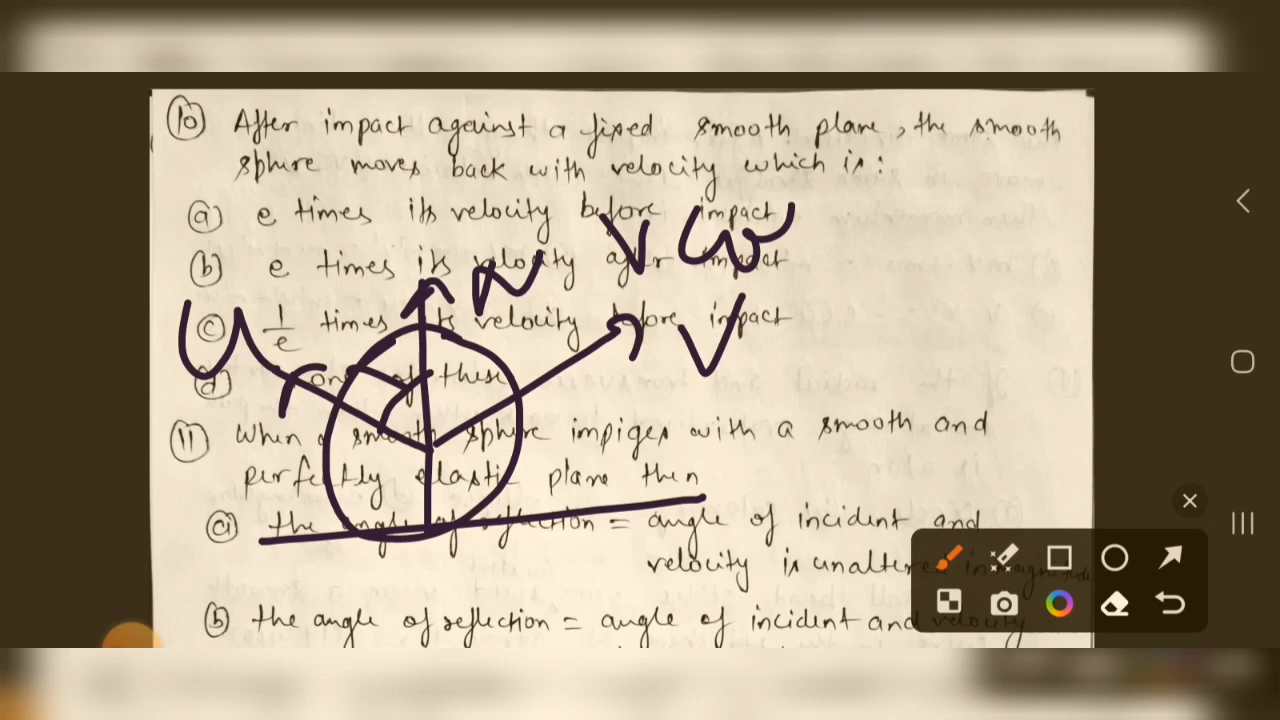 10 After impact against a fixed smooth plane, the smooth
sphere moves back with velocity which is:
(a) e times its velocity before impact
(b) e times its velocity after impact
(c) 1/e times its velocity before impact
(d) none of these
11 When a smooth sphere impiges with a smooth and
perfectly elastic plane then
(a) the angle of reflection = angle of incident and
velocity is unaltered in magnitude
(b) the angle of reflection = angle of incident and velocity
U
N
V
V